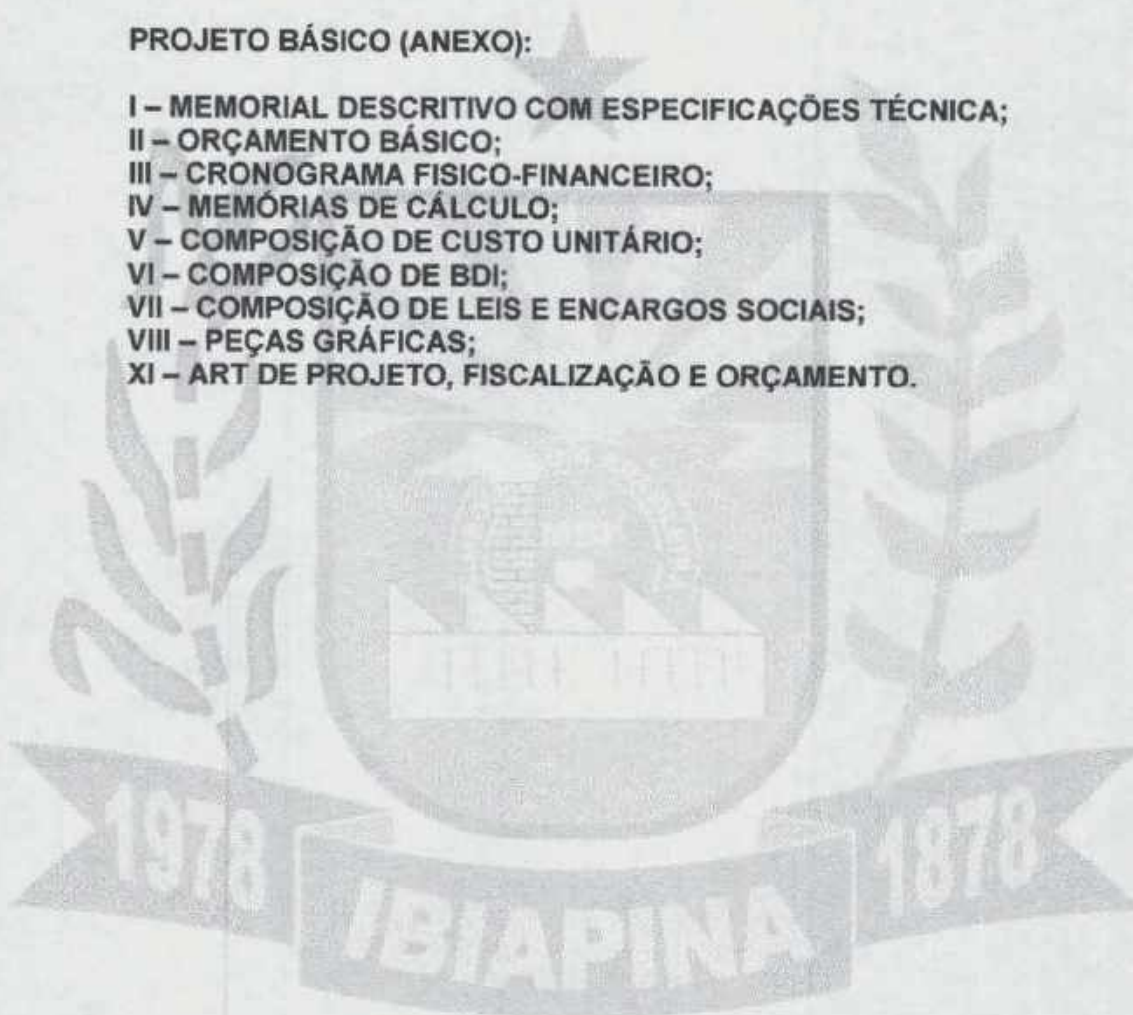 PROJETO BÁSICO (ANEXO):
I – MEMORIAL DESCRITIVO COM ESPECIFICAÇÕES TÉCNICA;
II – ORÇAMENTO BÁSICO;
III – CRONOGRAMA FISICO-FINANCEIRO;
IV – MEMÓRIAS DE CÁLCULO;
V – COMPOSIÇÃO DE CUSTO UNITÁRIO;
VI – COMPOSIÇÃO DE BDI;
VII – COMPOSIÇÃO DE LEIS E ENCARGOS SOCIAIS;
VIII – PEÇAS GRÁFICAS;
XI – ART DE PROJETO, FISCALIZAÇÃO E ORÇAMENTO.
1978
IBIAPINA
1878